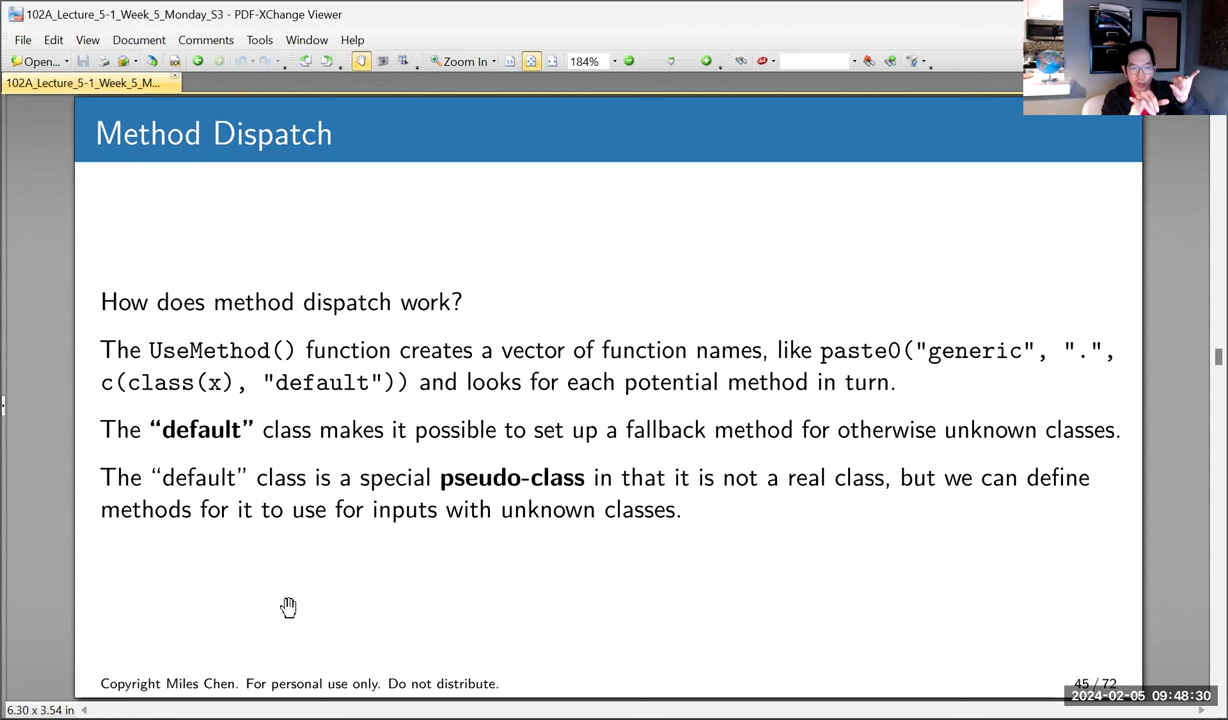 102A_Lecture_5-1_Week_5_Monday_S3 - PDF-XChange Viewer
File Edit View Document Comments Tools Window Help
Open... OCR Zoom In 184%
102A_Lecture_5-1_Week_5_M...
Method Dispatch
How does method dispatch work?
The UseMethod() function creates a vector of function names, like paste0("generic", ".",
c(class(x), "default")) and looks for each potential method in turn.
The “default” class makes it possible to set up a fallback method for otherwise unknown classes.
The “default” class is a special pseudo-class in that it is not a real class, but we can define
methods for it to use for inputs with unknown classes.
Copyright Miles Chen. For personal use only. Do not distribute.
45 / 72
2024-02-05 09:48:30
6.30 x 3.54 in